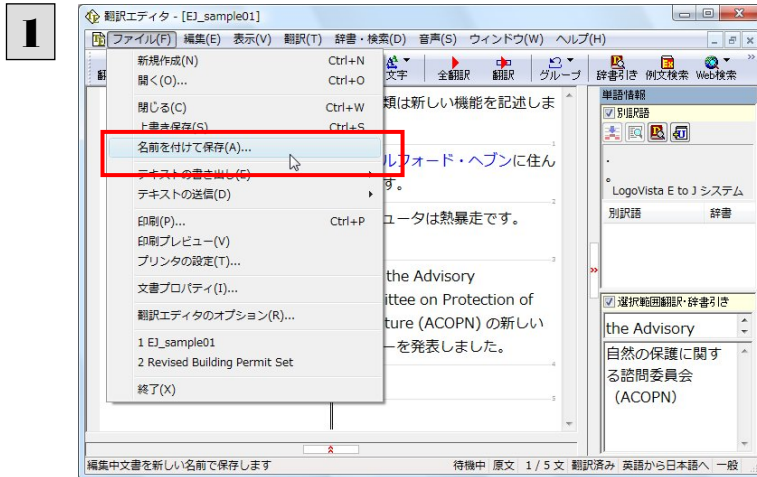 1
翻訳エディタ - [EJ_sample01]
ファイル(F) 編集(E) 表示(V) 翻訳(T) 辞書・検索(D) 音声(S) ウィンドウ(W) ヘルプ(H)
文字 全翻訳 翻訳 グループ 辞書引き 例文検索 Web検索
新規作成(N) Ctrl+N
開く(O)... Ctrl+O
閉じる(C) Ctrl+W
上書き保存(S) Ctrl+S
名前を付けて保存(A)...
テキストの書き出し(E)
テキストの送信(D)
印刷(P)... Ctrl+P
印刷プレビュー(V)
プリンタの設定(T)...
文書プロパティ(I)...
翻訳エディタのオプション(R)...
1 EJ_sample01
2 Revised Building Permit Set
終了(X)
類は新しい機能を記述しま
1
ルフォード・ヘブンに住ん
す。
2
ュータは熱暴走です。
3
the Advisory
ittee on Protection of
ture (ACOPN) の新しい
ーを発表しました。
4
5
単語情報
別訳語
。
LogoVista E to J システム
別訳語 辞書
選択範囲翻訳・辞書引き
the Advisory
自然の保護に関す
る諮問委員会
(ACOPN)
編集中文書を新しい名前で保存します 待機中 原文 1 / 5 文 翻訳済み 英語から日本語へ 一般